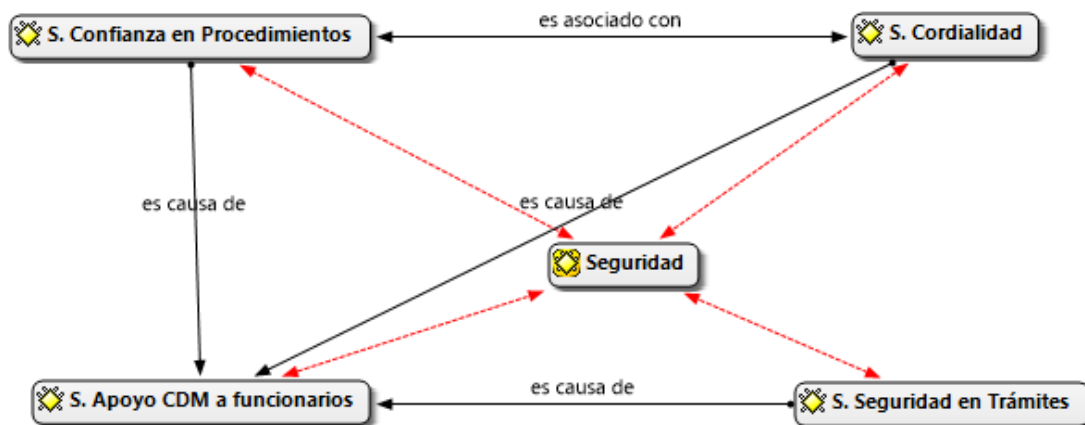 es asociado con
S. Confianza en Procedimientos
S. Cordialidad
es causa de
es causa de
Seguridad
es causa de
S. Apoyo CDM a funcionarios
S. Seguridad en Trámites